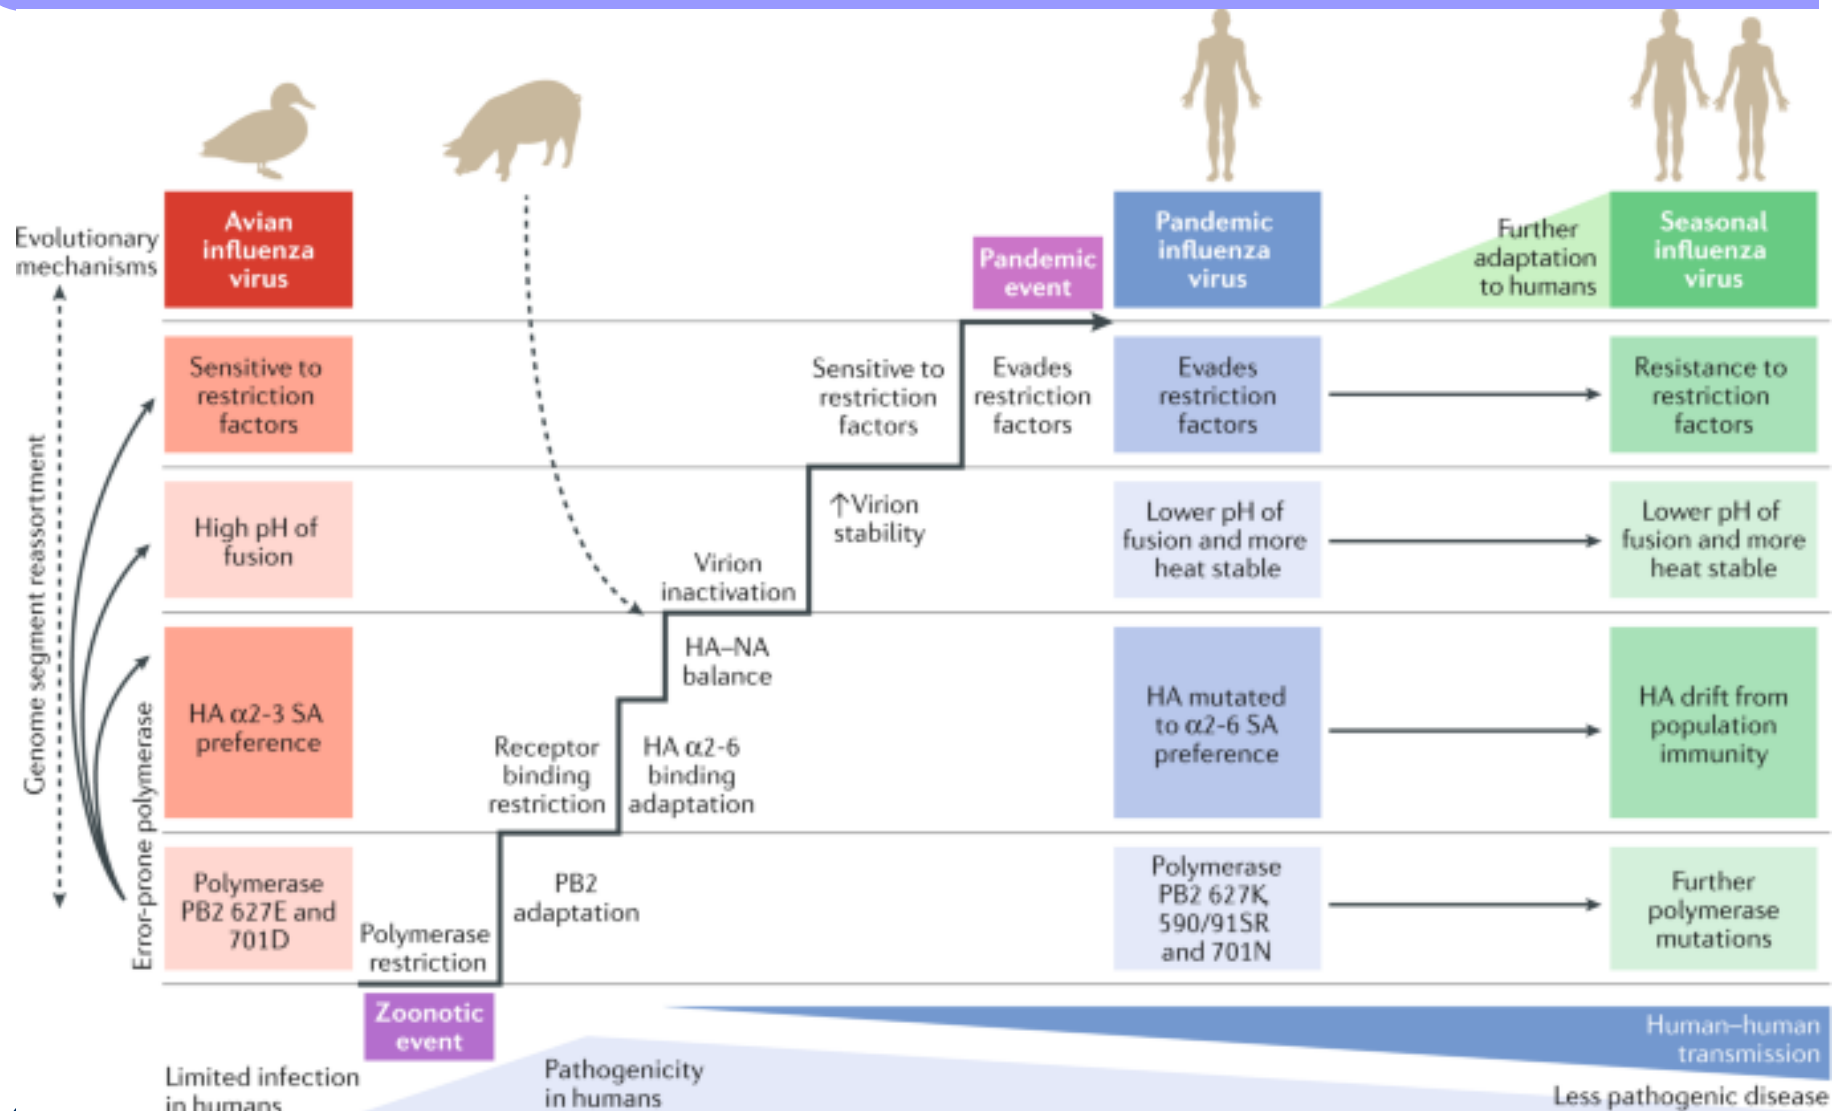 Evolutionary
mechanisms
Genome segment reassortment
Error-prone polymerase
Avian
influenza
virus
Sensitive to
restriction
factors
High pH of
fusion
HA α2-3 SA
preference
Polymerase
PB2 627E and
701D
Polymerase
restriction
Zoonotic
event
PB2
adaptation
Receptor
binding
restriction
HA α2-6
binding
adaptation
HA–NA
balance
Virion
inactivation
↑Virion
stability
Sensitive to
restriction
factors
Evades
restriction
factors
Pandemic
event
Pandemic
influenza
virus
Evades
restriction
factors
Lower pH of
fusion and more
heat stable
HA mutated
to α2-6 SA
preference
Polymerase
PB2 627K,
590/91SR
and 701N
Further
adaptation
to humans
Seasonal
influenza
virus
Resistance to
restriction
factors
Lower pH of
fusion and more
heat stable
HA drift from
population
immunity
Further
polymerase
mutations
Human–human
transmission
Limited infection
in humans
Pathogenicity
in humans
Less pathogenic disease